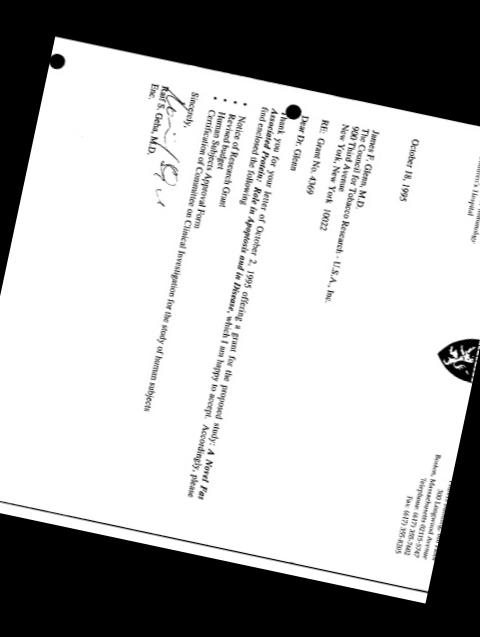 Hospital
300 Longwood Avenue
Boston, Massachusetts 02115-5747
Telephone: (617) 355-7602
Fax: (617) 355-8205
October 18, 1995
James F. Glenn, M.D.
The Council for Tobacco Research - U.S.A., Inc.
900 Third Avenue
New York, New York 10022
RE: Grant No. 4369
Dear Dr. Glenn
Thank you for your letter of October 2, 1995 offering a grant for the proposed study: A Novel Fas
Associated Protein: Role in Apoptosis and in Disease, which I am happy to accept. Accordingly, please
find enclosed the following
• Notice of Research Grant
• Revised budget
• Human Subjects Approval Form
• Certification of Committee on Clinical Investigation for the study of human subjects
Sincerely,
Raif S. Geha, M.D.
Enc.